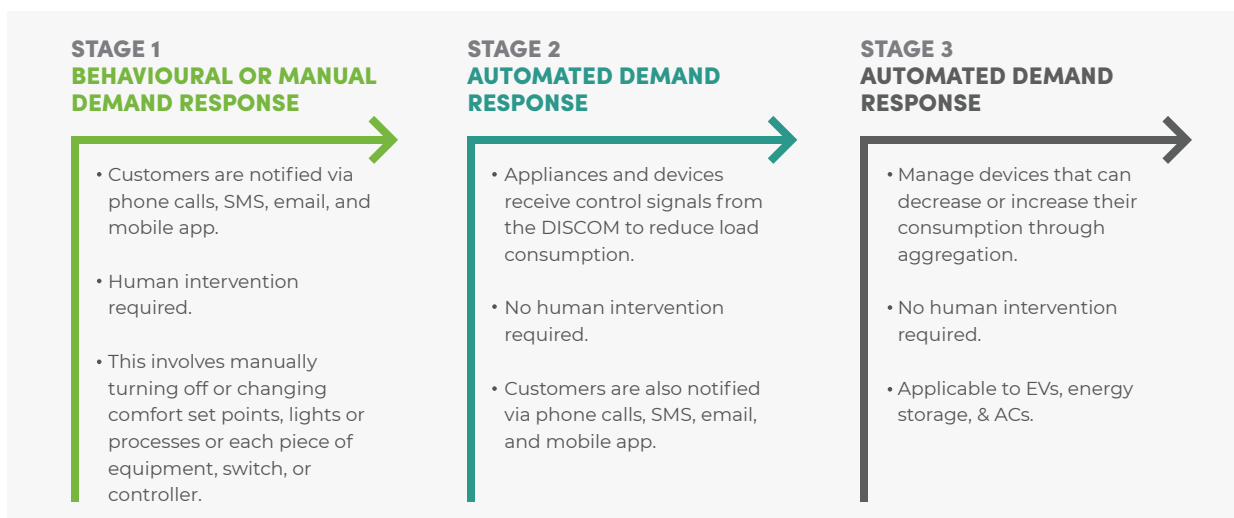 STAGE 1
BEHAVIOURAL OR MANUAL
DEMAND RESPONSE
• Customers are notified via
phone calls, SMS, email, and
mobile app.
• Human intervention
required.
• This involves manually
turning off or changing
comfort set points, lights or
processes or each piece of
equipment, switch, or
controller.
STAGE 2
AUTOMATED DEMAND
RESPONSE
• Appliances and devices
receive control signals from
the DISCOM to reduce load
consumption.
• No human intervention
required.
• Customers are also notified
via phone calls, SMS, email,
and mobile app.
STAGE 3
AUTOMATED DEMAND
RESPONSE
• Manage devices that can
decrease or increase their
consumption through
aggregation.
• No human intervention
required.
• Applicable to EVs, energy
storage, & ACs.